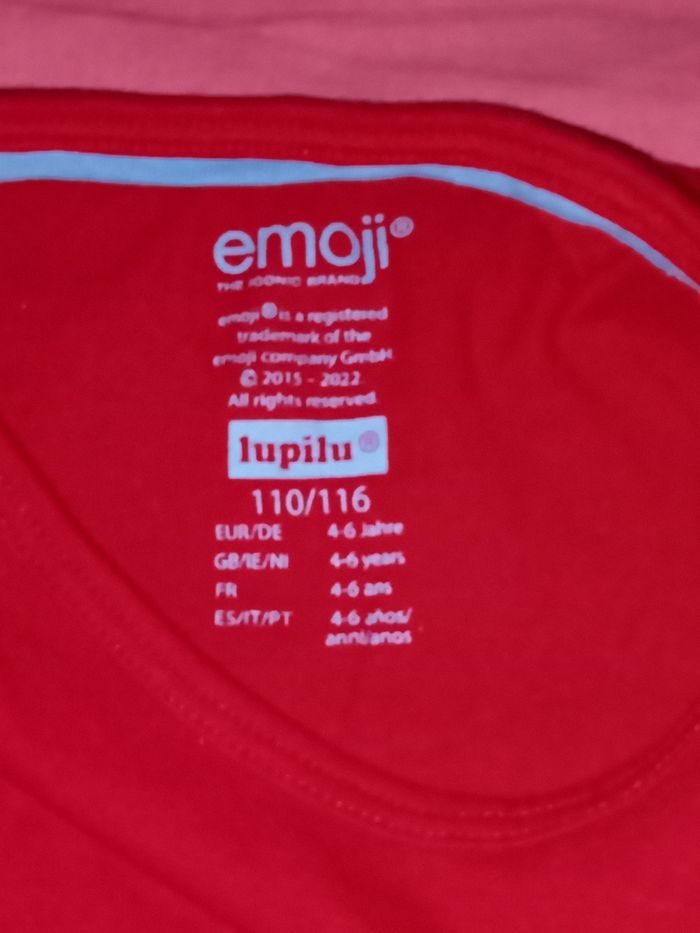 emoji®
THE ICONIC BRAND
emoji® is a registered
trademark of the
emoji company GmbH.
© 2015 - 2022.
All rights reserved.
lupilu®
110/116
EUR/DE 4-6 Jahre
GB/IE/NI 4-6 years
FR 4-6 ans
ES/IT/PT 4-6 años/
anni/anos